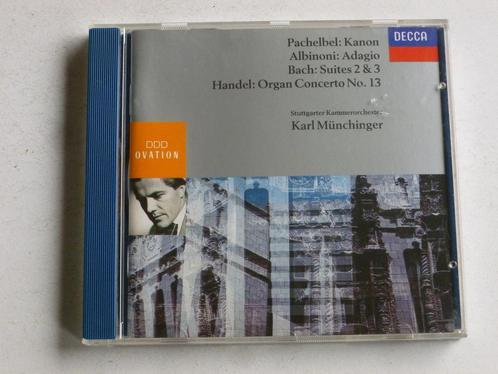 Pachelbel: Kanon
Albinoni: Adagio
Bach: Suites 2 & 3
Handel: Organ Concerto No. 13
DECCA
Stuttgarter Kammerorchester
Karl Münchinger
DDD
OVATION